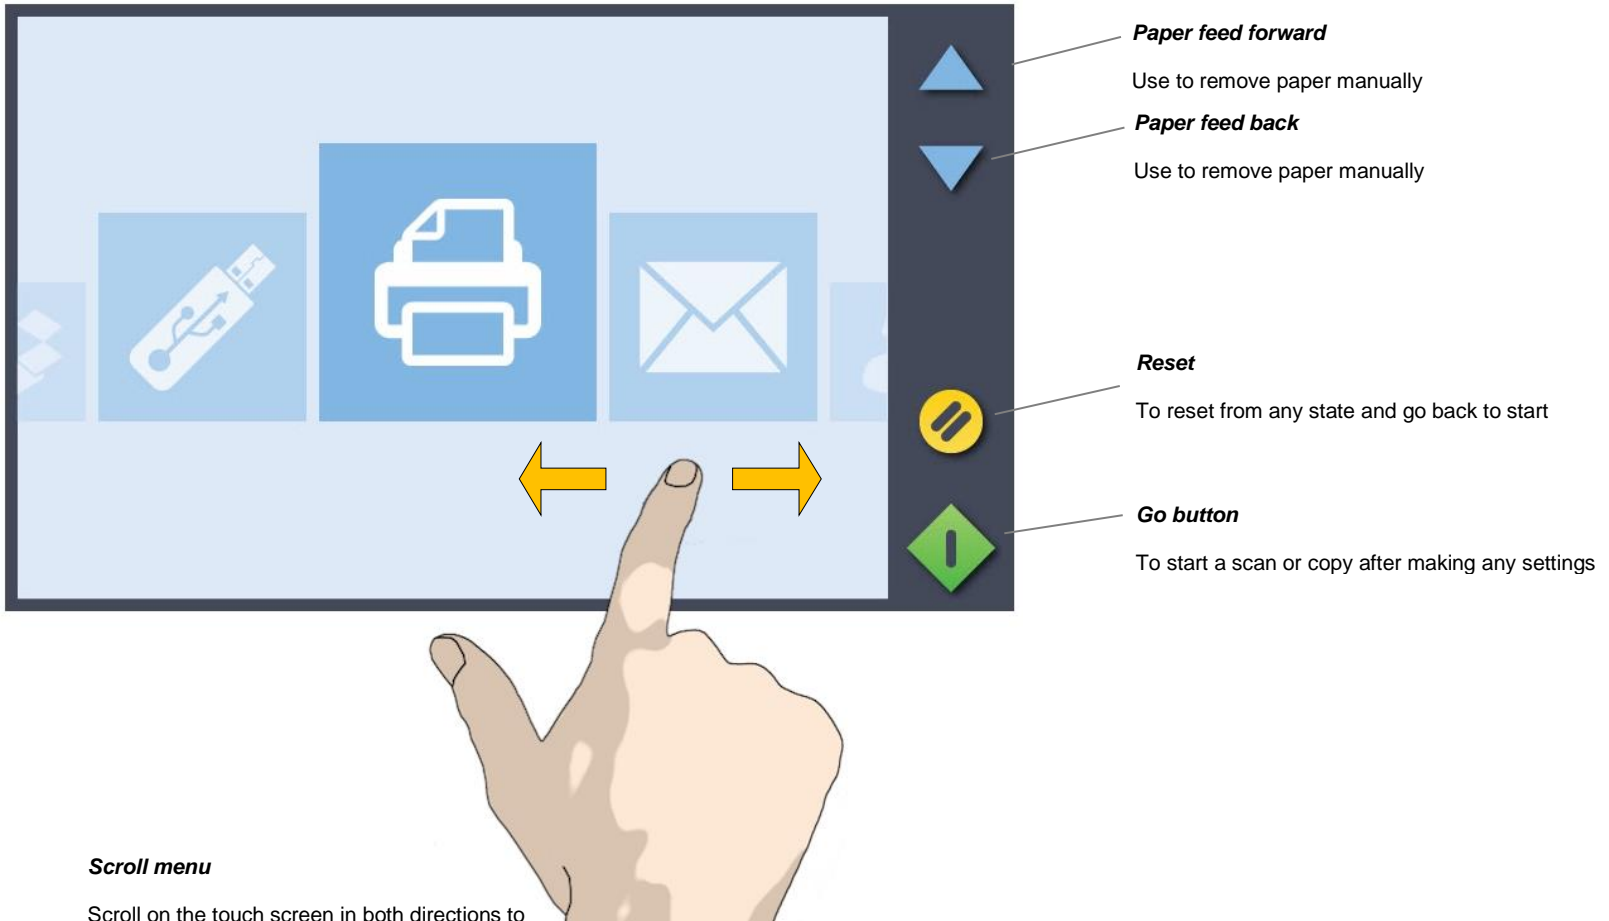 Paper feed forward
Use to remove paper manually
Paper feed back
Use to remove paper manually
Reset
To reset from any state and go back to start
Go button
To start a scan or copy after making any settings
Scroll menu
Scroll on the touch screen in both directions to